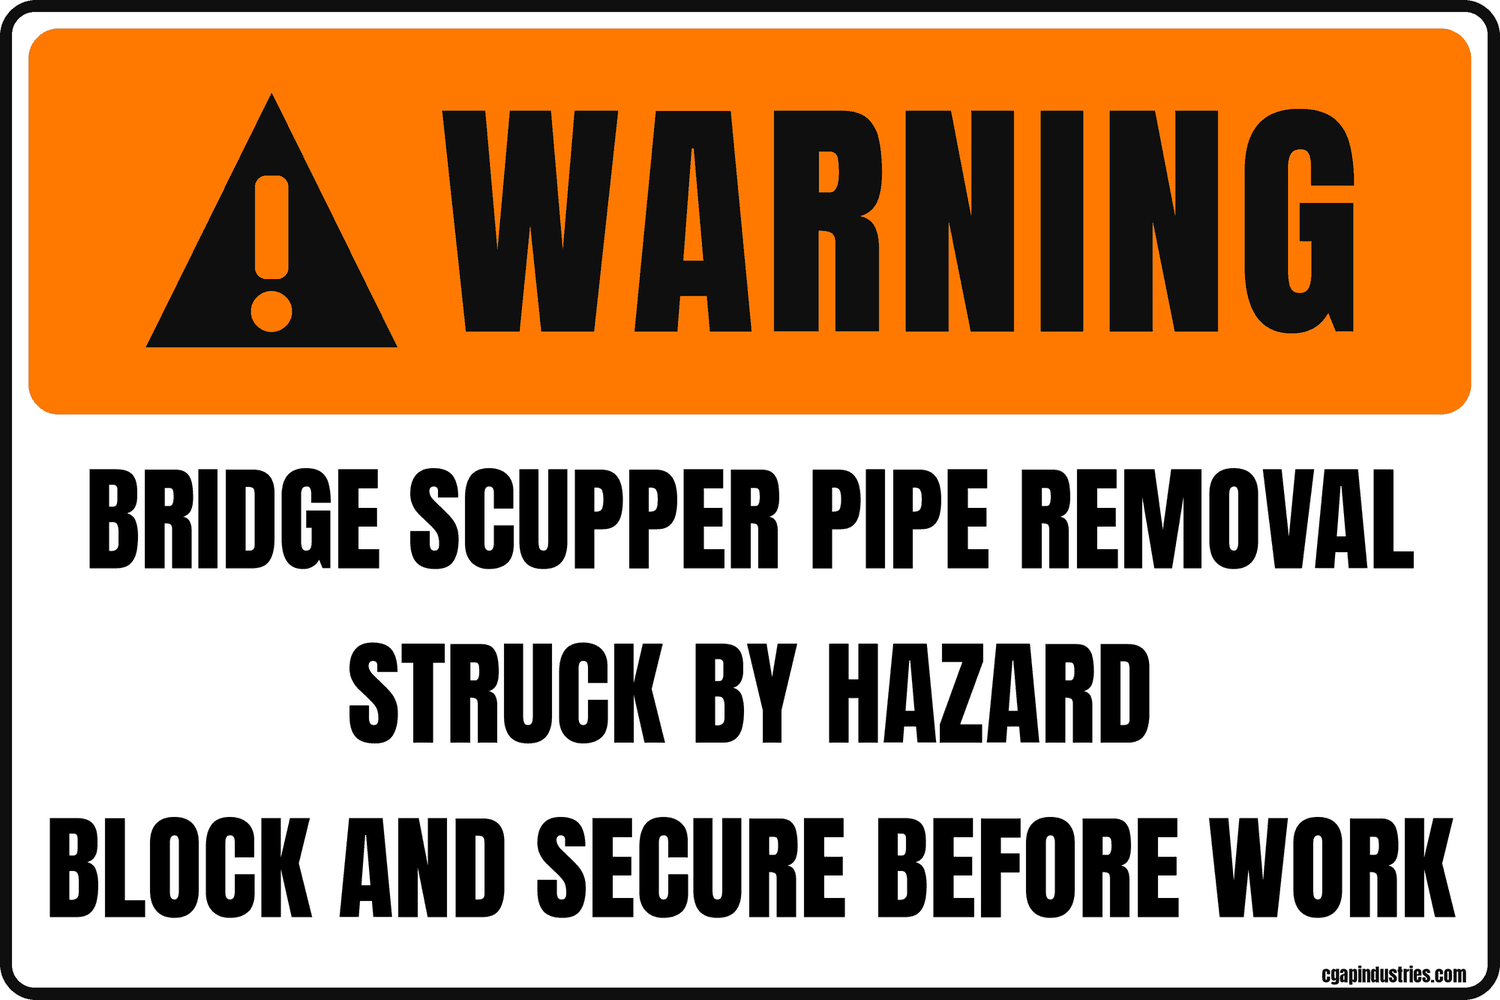 WARNING
BRIDGE SCUPPER PIPE REMOVAL
STRUCK BY HAZARD
BLOCK AND SECURE BEFORE WORK
cgapindustries.com